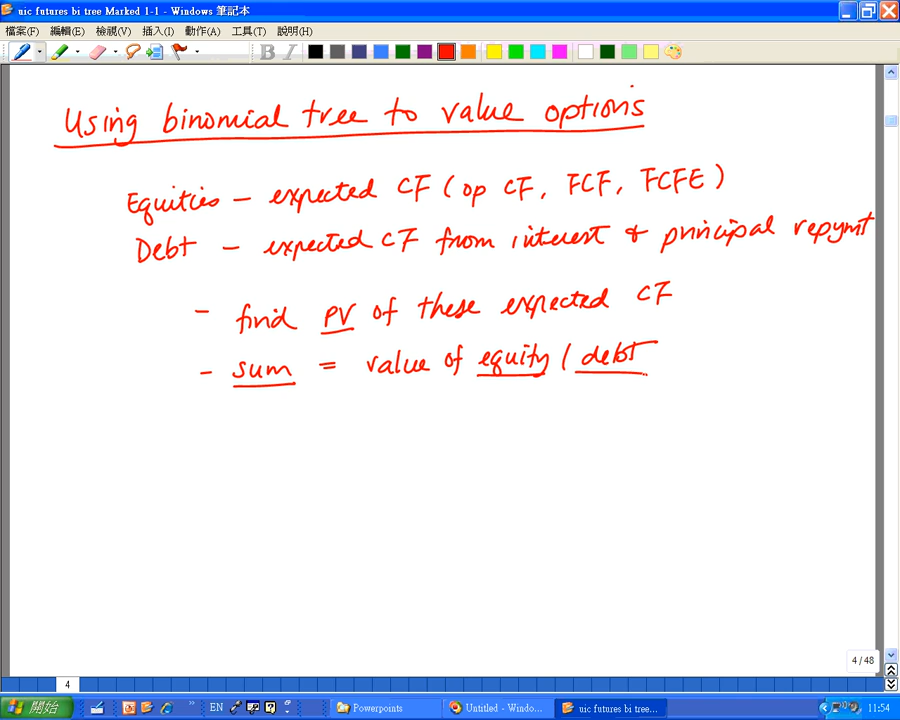 uic futures bi tree Marked 1-1 - Windows 筆記本
檔案(F) 編輯(E) 檢視(V) 插入(I) 動作(A) 工具(T) 說明(H)
B I
Using binomial tree to value options
Equities - expected CF (op CF, FCF, FCFE)
Debt - expected CF from interest & principal repymt
- find PV of these expected CF
- sum = value of equity / debt
4 / 48
4
開始 EN Powerpoints Untitled - Window... uic futures bi tree... 11:54